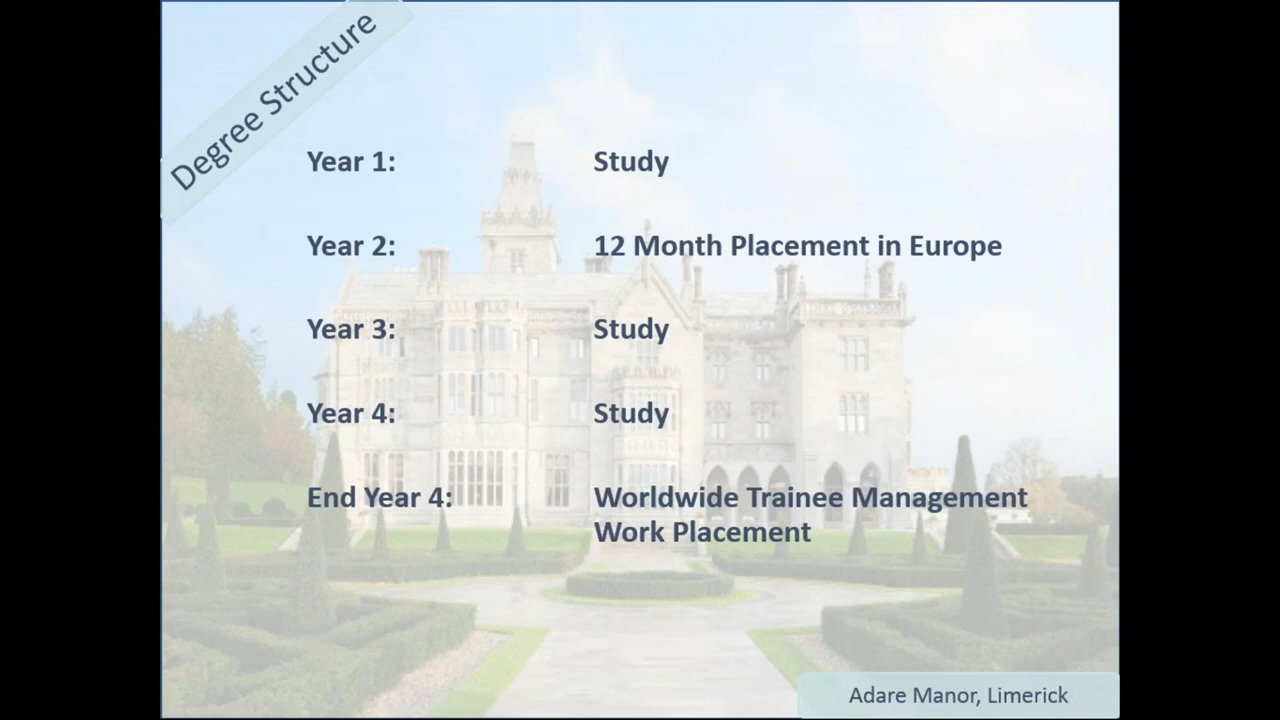 Degree Structure
Year 1: Study
Year 2: 12 Month Placement in Europe
Year 3: Study
Year 4: Study
End Year 4: Worldwide Trainee Management
Work Placement
Adare Manor, Limerick